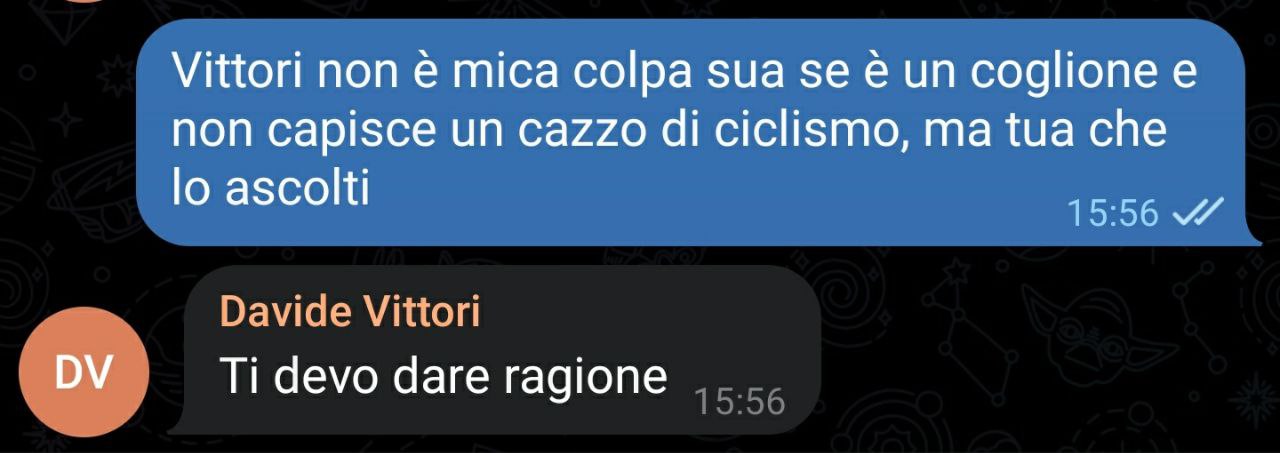 Vittori non è mica colpa sua se è un coglione e
non capisce un cazzo di ciclismo, ma tua che
lo ascolti
15:56
Davide Vittori
DV
Ti devo dare ragione
15:56